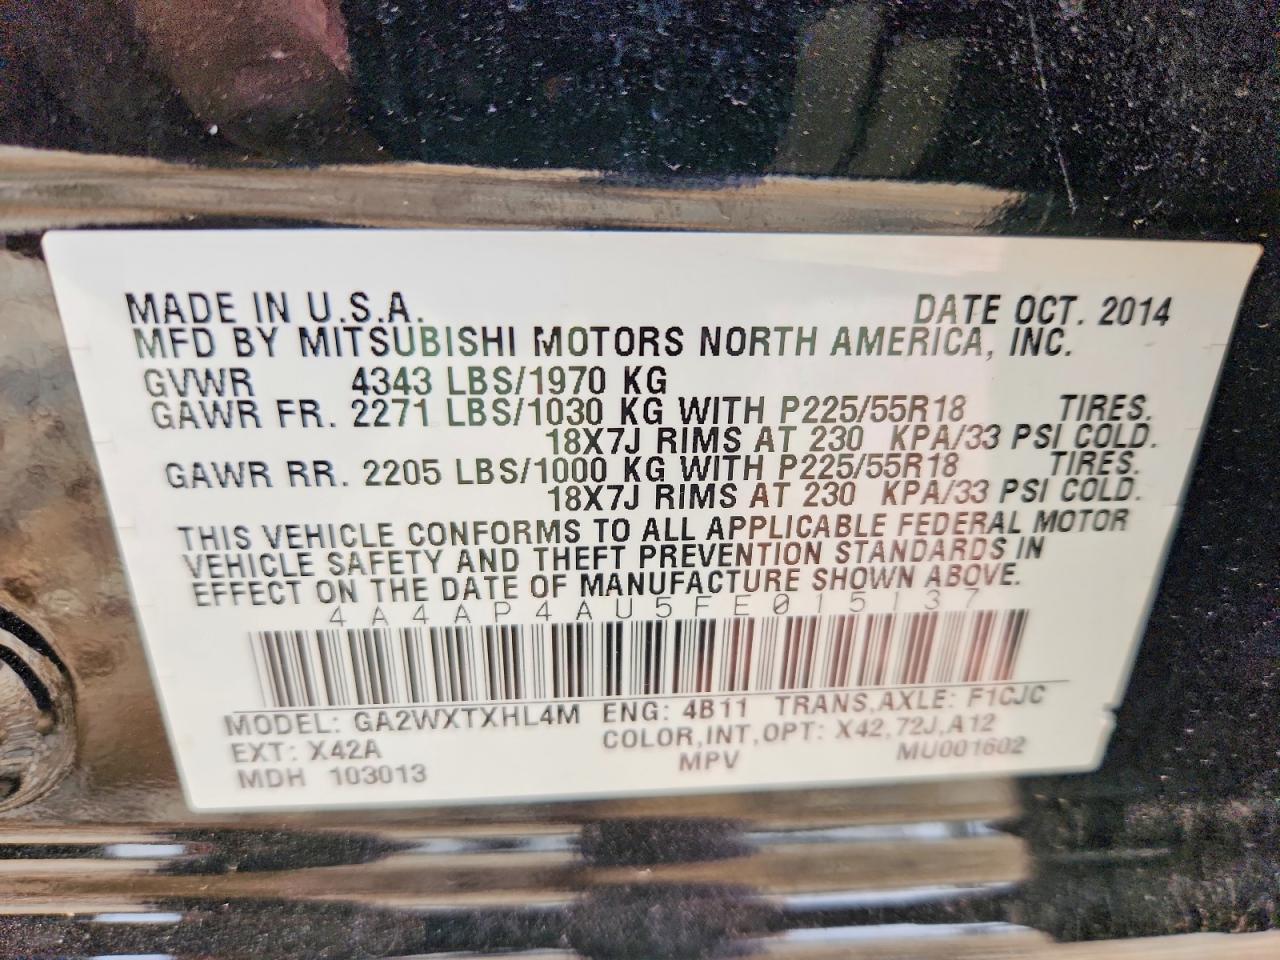 MADE IN U.S.A. DATE OCT. 2014
MFD BY MITSUBISHI MOTORS NORTH AMERICA, INC.
GVWR 4343 LBS/1970 KG
GAWR FR. 2271 LBS/1030 KG WITH P225/55R18 TIRES.
18X7J RIMS AT 230 KPA/33 PSI COLD.
GAWR RR. 2205 LBS/1000 KG WITH P225/55R18 TIRES.
18X7J RIMS AT 230 KPA/33 PSI COLD.
THIS VEHICLE CONFORMS TO ALL APPLICABLE FEDERAL MOTOR
VEHICLE SAFETY AND THEFT PREVENTION STANDARDS IN
EFFECT ON THE DATE OF MANUFACTURE SHOWN ABOVE.
4A4AP4AU5FE015137
MODEL: GA2WXTXHL4M ENG: 4B11 TRANS,AXLE: F1CJC
EXT: X42A COLOR,INT,OPT: X42,72J,A12
MDH 103013 MPV MU001602